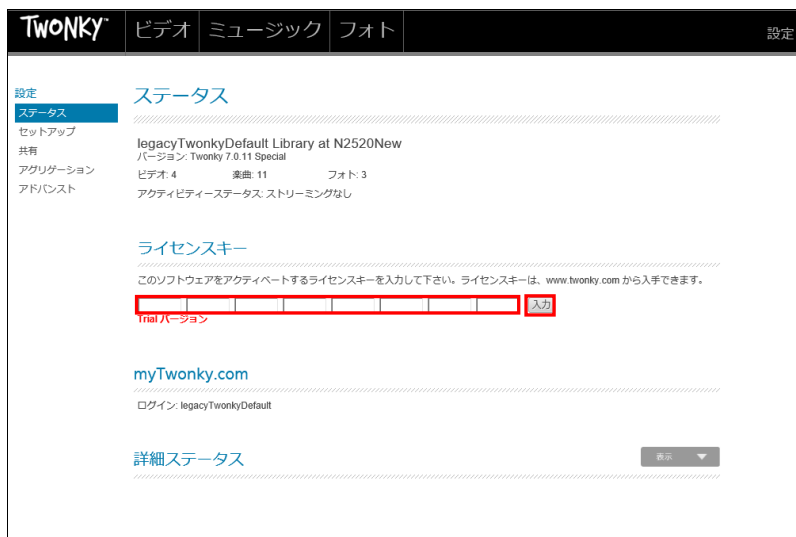 TWONKY™ ビデオ ミュージック フォト 設定
設定
ステータス
セットアップ
共有
アグリゲーション
アドバンスト
ステータス
legacyTwonkyDefault Library at N2520New
バージョン: Twonky 7.0.11 Special
ビデオ: 4 楽曲: 11 フォト: 3
アクティビティーステータス: ストリーミングなし
ライセンスキー
このソフトウェアをアクティベートするライセンスキーを入力して下さい。ライセンスキーは、www.twonky.com から入手できます。
入力
Trial バージョン
myTwonky.com
ログイン: legacyTwonkyDefault
詳細ステータス 表示